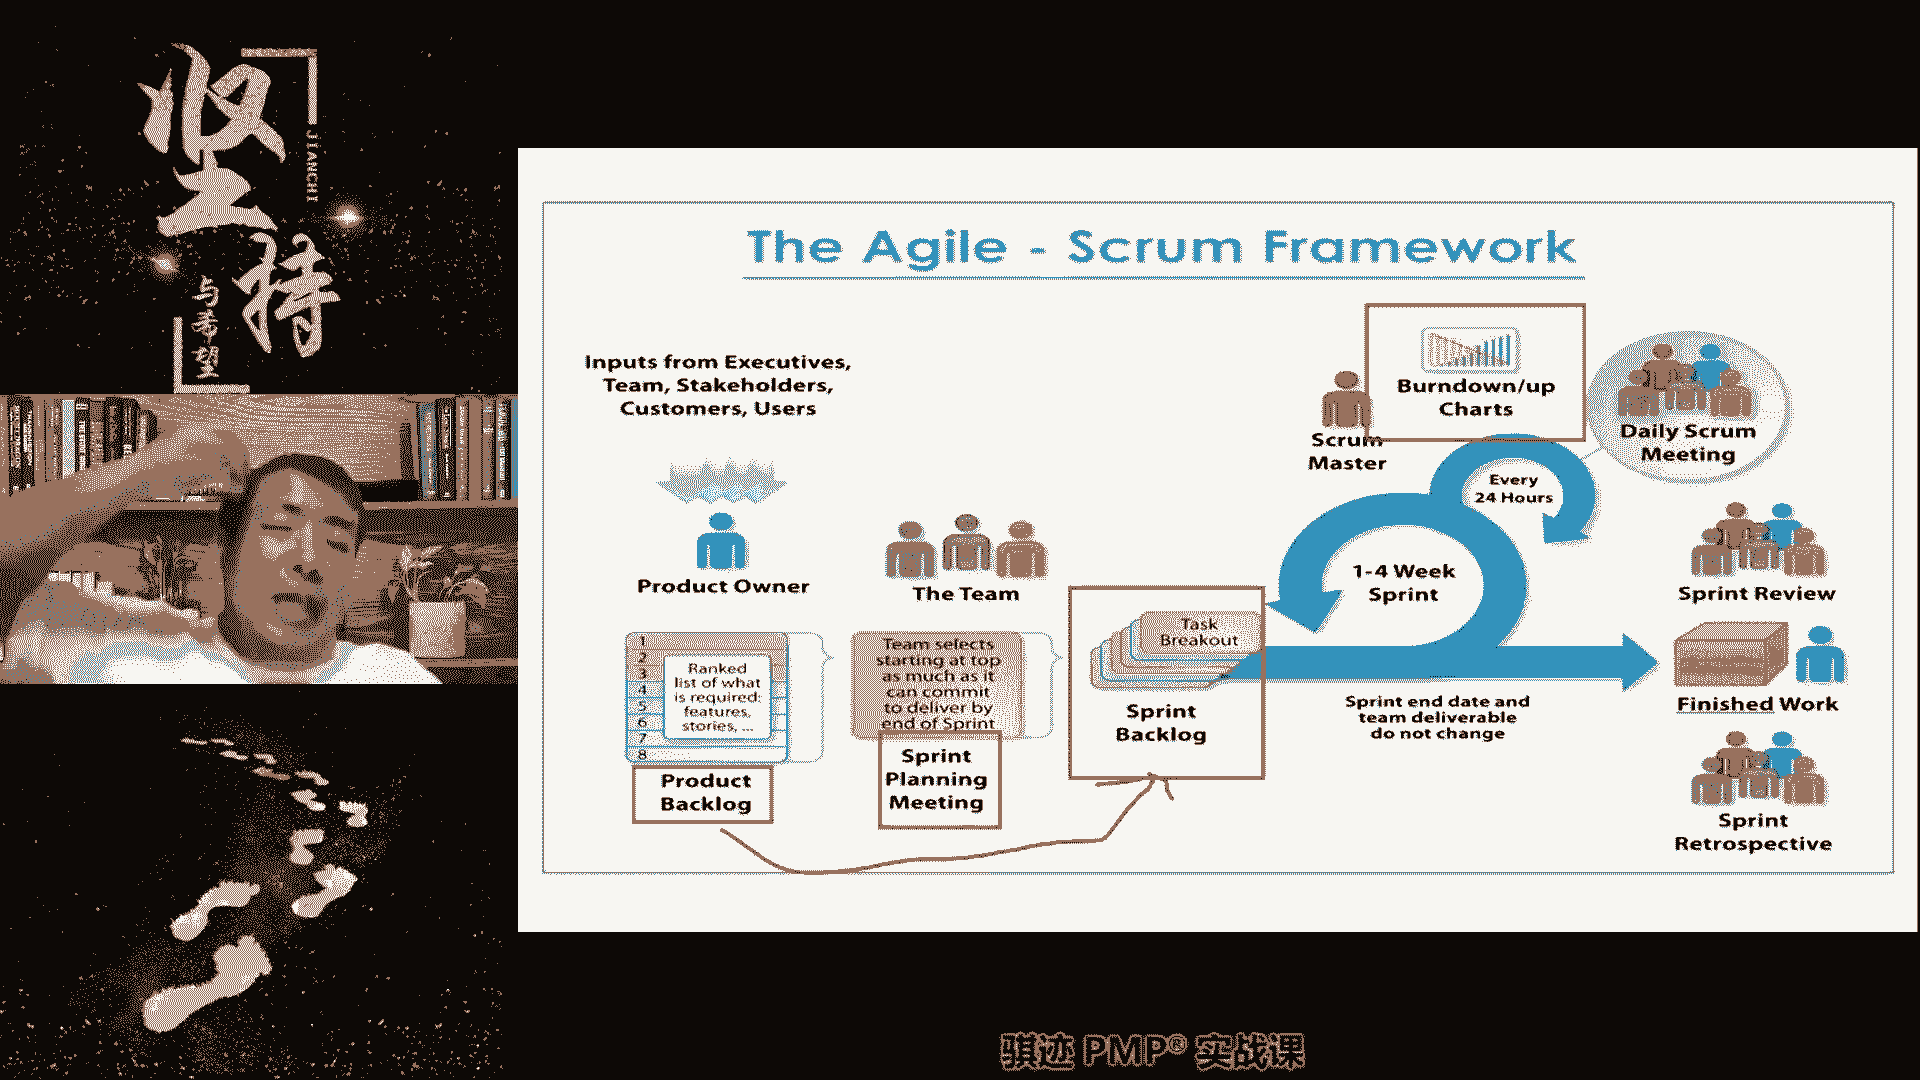 坚持
JIANCHI
与希望
The Agile - Scrum Framework
Inputs from Executives,
Team, Stakeholders,
Customers, Users
Product Owner
The Team
1
2
3
4
5
6
7
8
Ranked
list of what
is required:
features,
stories, ...
Product
Backlog
Team selects
starting at top
as much as it
can commit
to deliver by
end of Sprint
Sprint
Planning
Meeting
Task
Breakout
Sprint
Backlog
Scrum
Master
Burndown/up
Charts
Daily Scrum
Meeting
Every
24 Hours
1-4 Week
Sprint
Sprint end date and
team deliverable
do not change
Sprint Review
Finished Work
Sprint
Retrospective
骐迹 PMP® 实战课